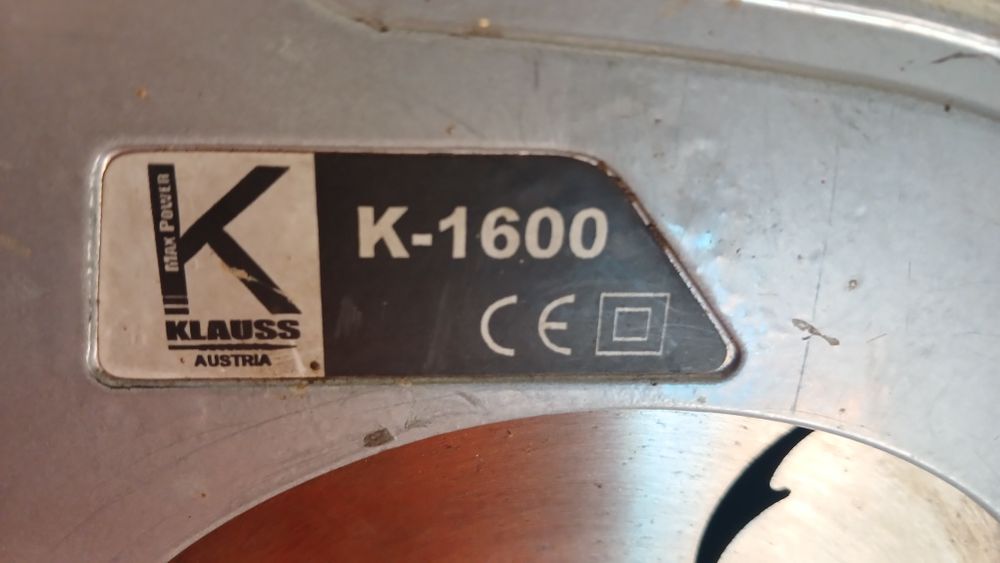 MAX POWER
K
KLAUSS
AUSTRIA
K-1600
CE